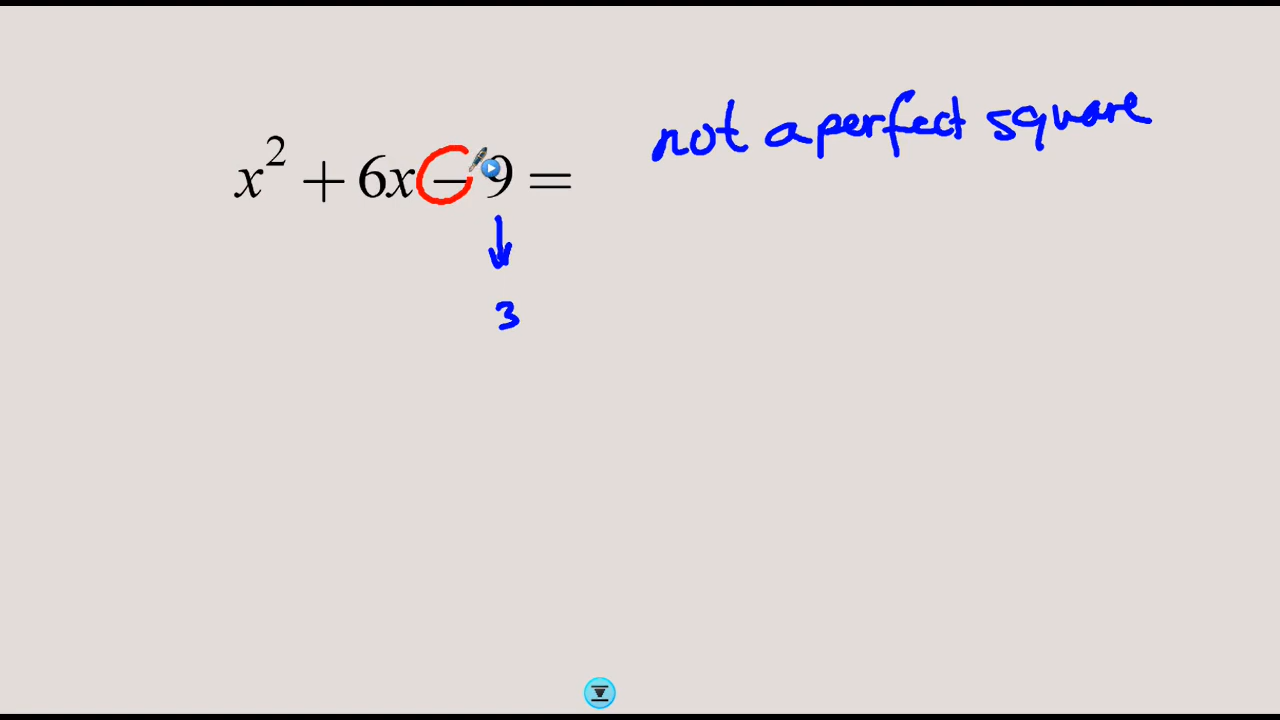 not a perfect square
x² + 6x − 9 =
3